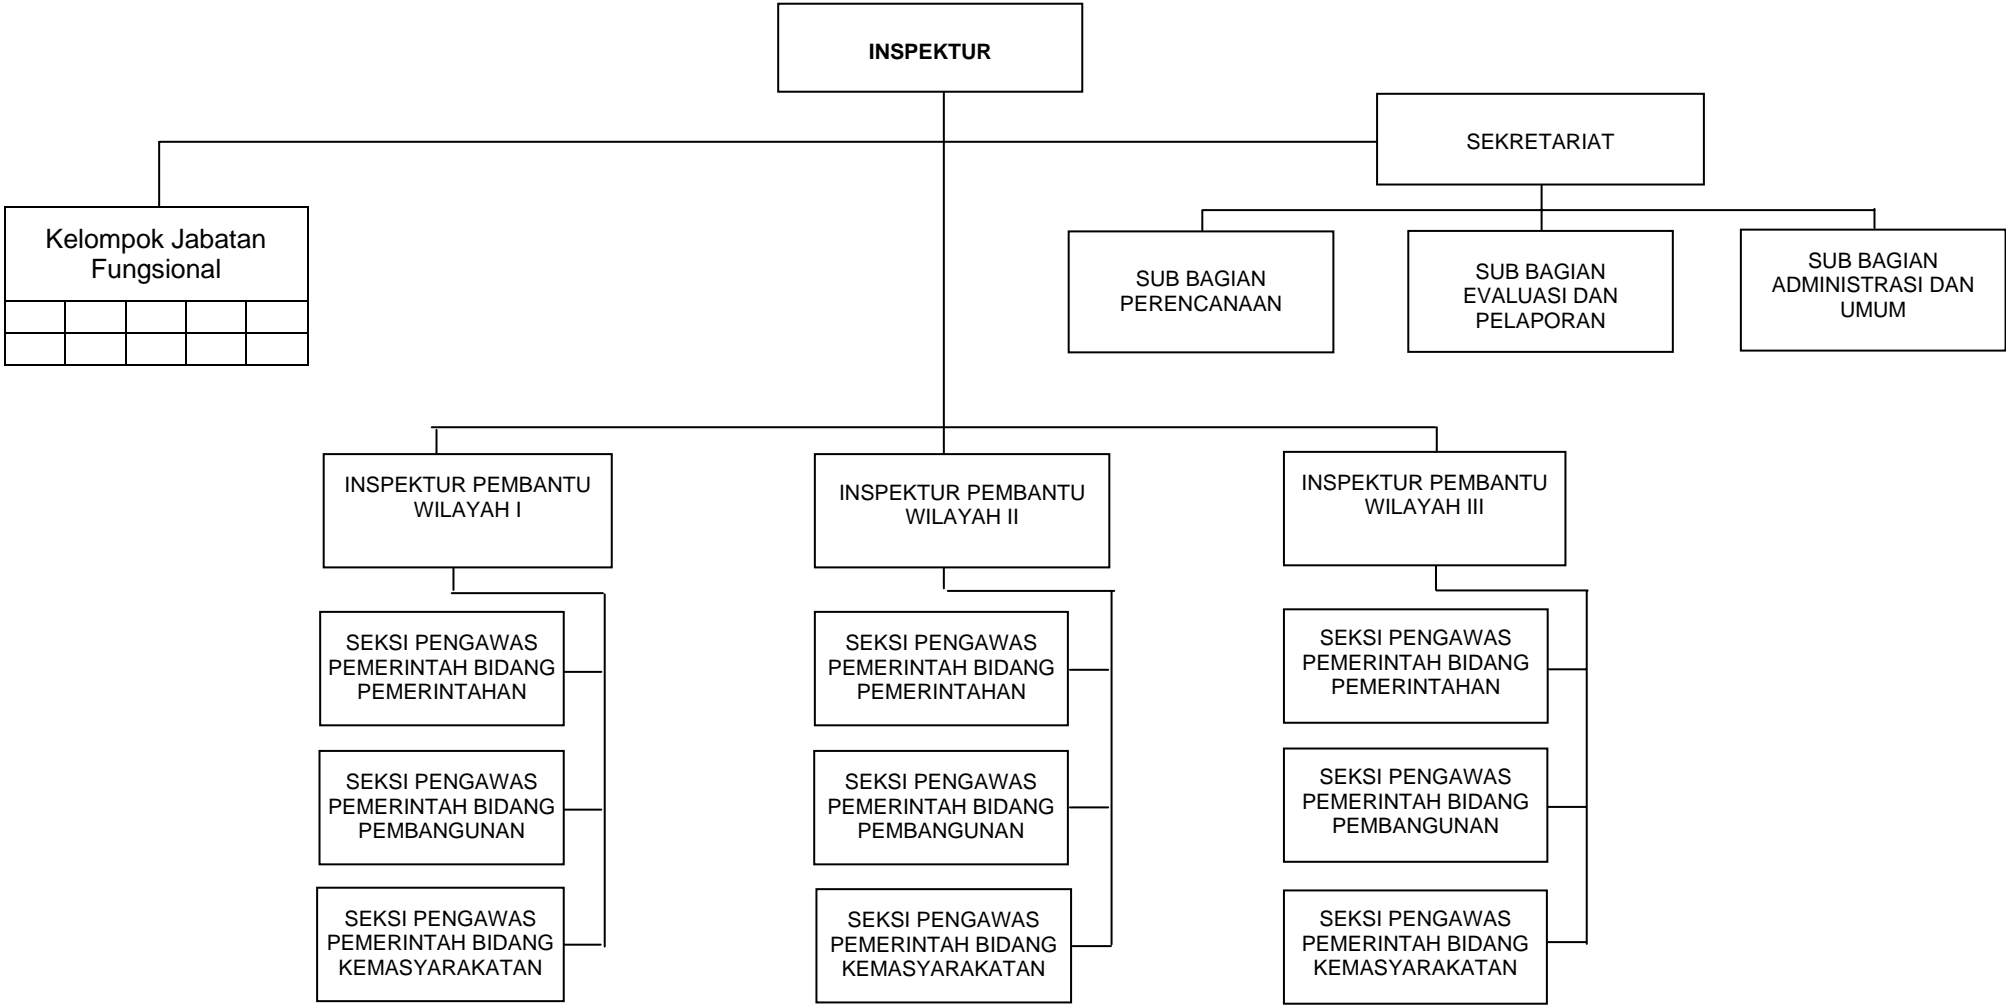 INSPEKTUR
SEKRETARIAT
Kelompok Jabatan
Fungsional
SUB BAGIAN
PERENCANAAN
SUB BAGIAN
EVALUASI DAN
PELAPORAN
SUB BAGIAN
ADMINISTRASI DAN
UMUM
INSPEKTUR PEMBANTU
WILAYAH I
INSPEKTUR PEMBANTU
WILAYAH II
INSPEKTUR PEMBANTU
WILAYAH III
SEKSI PENGAWAS
PEMERINTAH BIDANG
PEMERINTAHAN
SEKSI PENGAWAS
PEMERINTAH BIDANG
PEMERINTAHAN
SEKSI PENGAWAS
PEMERINTAH BIDANG
PEMERINTAHAN
SEKSI PENGAWAS
PEMERINTAH BIDANG
PEMBANGUNAN
SEKSI PENGAWAS
PEMERINTAH BIDANG
PEMBANGUNAN
SEKSI PENGAWAS
PEMERINTAH BIDANG
PEMBANGUNAN
SEKSI PENGAWAS
PEMERINTAH BIDANG
KEMASYARAKATAN
SEKSI PENGAWAS
PEMERINTAH BIDANG
KEMASYARAKATAN
SEKSI PENGAWAS
PEMERINTAH BIDANG
KEMASYARAKATAN